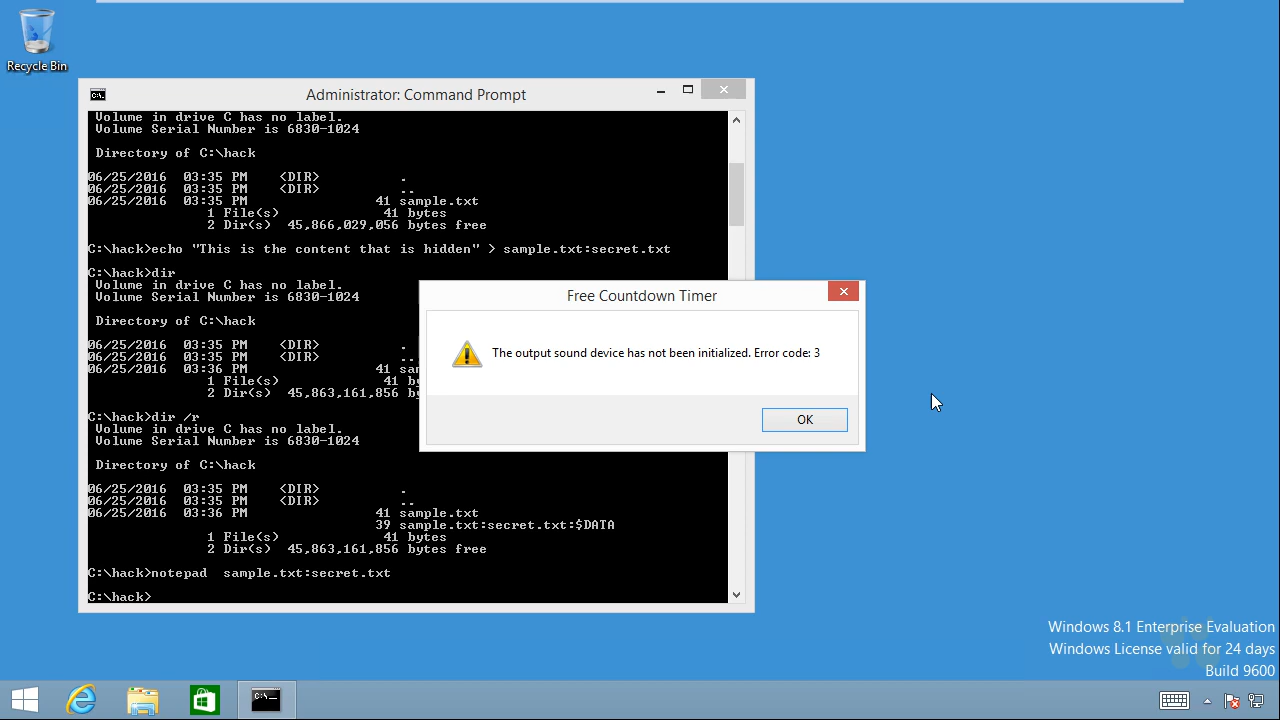 Recycle Bin
Administrator: Command Prompt
Volume in drive C has no label.
Volume Serial Number is 6830-1024
Directory of C:\hack
06/25/2016 03:35 PM <DIR> .
06/25/2016 03:35 PM <DIR> ..
06/25/2016 03:35 PM 41 sample.txt
1 File(s) 41 bytes
2 Dir(s) 45,866,029,056 bytes free
C:\hack>echo "This is the content that is hidden" > sample.txt:secret.txt
C:\hack>dir
Volume in drive C has no label.
Volume Serial Number is 6830-1024
Directory of C:\hack
06/25/2016 03:35 PM <DIR> .
06/25/2016 03:35 PM <DIR> ..
06/25/2016 03:36 PM 41
1 File(s) 41
2 Dir(s) 45,863,161,856
C:\hack>dir /r
Volume in drive C has no label.
Volume Serial Number is 6830-1024
Directory of C:\hack
06/25/2016 03:35 PM <DIR> .
06/25/2016 03:35 PM <DIR> ..
06/25/2016 03:36 PM 41 sample.txt
39 sample.txt:secret.txt:$DATA
1 File(s) 41 bytes
2 Dir(s) 45,863,161,856 bytes free
C:\hack>notepad sample.txt:secret.txt
C:\hack>
Free Countdown Timer
The output sound device has not been initialized. Error code: 3
OK
Windows 8.1 Enterprise Evaluation
Windows License valid for 24 days
Build 9600